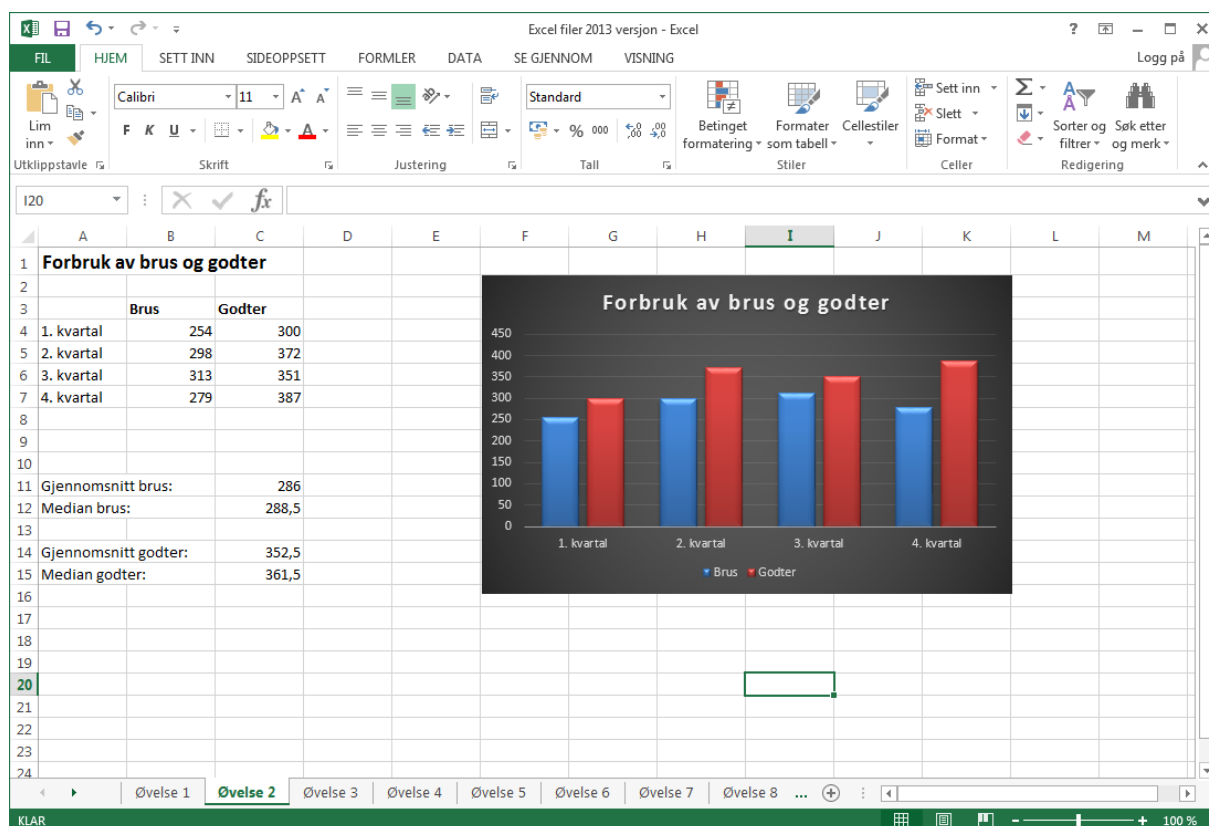 Excel filer 2013 versjon - Excel
FIL HJEM SETT INN SIDEOPPSETT FORMLER DATA SE GJENNOM VISNING Logg på
Lim inn
Calibri 11 A A
F K U A
Standard
% 000
Betinget formatering
Formater som tabell
Cellestiler
Sett inn
Slett
Format
Sorter og filtrer
Søk etter og merk
Utklippstavle Skrift Justering Tall Stiler Celler Redigering
I20 fx
A B C D E F G H I J K L M
1 Forbruk av brus og godter
2
3 Brus Godter
4 1. kvartal 254 300
5 2. kvartal 298 372
6 3. kvartal 313 351
7 4. kvartal 279 387
8
9
10
11 Gjennomsnitt brus: 286
12 Median brus: 288,5
13
14 Gjennomsnitt godter: 352,5
15 Median godter: 361,5
16
17
18
19
20
21
22
23
24
Forbruk av brus og godter
450
400
350
300
250
200
150
100
50
0
1. kvartal 2. kvartal 3. kvartal 4. kvartal
Brus Godter
Øvelse 1 Øvelse 2 Øvelse 3 Øvelse 4 Øvelse 5 Øvelse 6 Øvelse 7 Øvelse 8 ...
KLAR 100 %